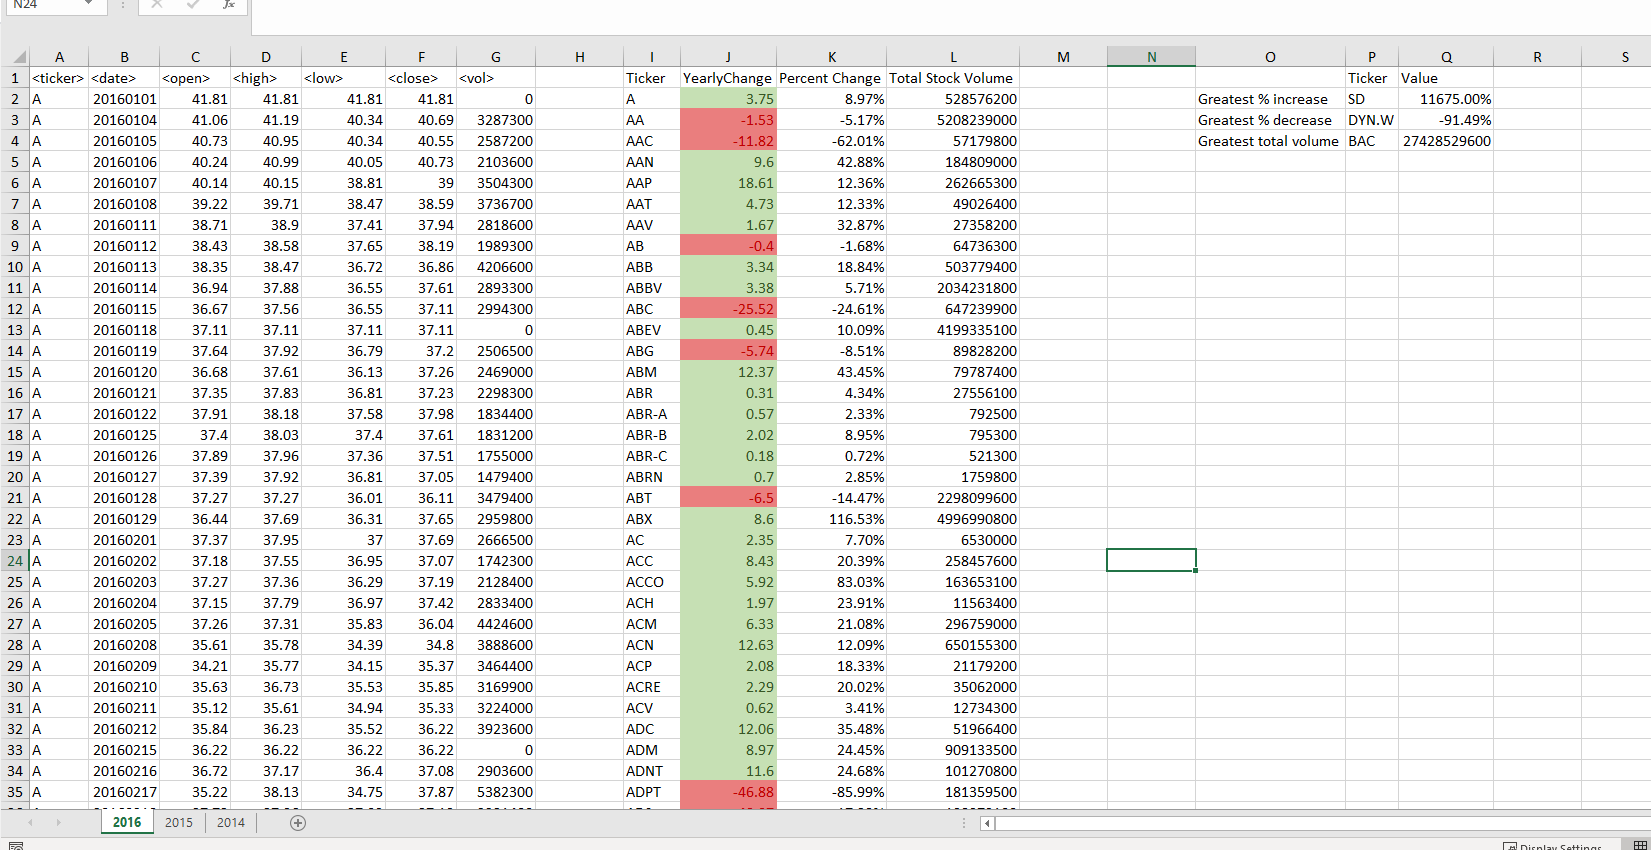 N24 fx
A B C D E F G H I J K L M N O P Q R S
1 <ticker> <date> <open> <high> <low> <close> <vol> Ticker YearlyChange Percent Change Total Stock Volume Ticker Value
2 A 20160101 41.81 41.81 41.81 41.81 0 A 3.75 8.97% 528576200 Greatest % increase SD 11675.00%
3 A 20160104 41.06 41.19 40.34 40.69 3287300 AA -1.53 -5.17% 5208239000 Greatest % decrease DYN.W -91.49%
4 A 20160105 40.73 40.95 40.34 40.55 2587200 AAC -11.82 -62.01% 57179800 Greatest total volume BAC 27428529600
5 A 20160106 40.24 40.99 40.05 40.73 2103600 AAN 9.6 42.88% 184809000
6 A 20160107 40.14 40.15 38.81 39 3504300 AAP 18.61 12.36% 262665300
7 A 20160108 39.22 39.71 38.47 38.59 3736700 AAT 4.73 12.33% 49026400
8 A 20160111 38.71 38.9 37.41 37.94 2818600 AAV 1.67 32.87% 27358200
9 A 20160112 38.43 38.58 37.65 38.19 1989300 AB -0.4 -1.68% 64736300
10 A 20160113 38.35 38.47 36.72 36.86 4206600 ABB 3.34 18.84% 503779400
11 A 20160114 36.94 37.88 36.55 37.61 2893300 ABBV 3.38 5.71% 2034231800
12 A 20160115 36.67 37.56 36.55 37.11 2994300 ABC -25.52 -24.61% 647239900
13 A 20160118 37.11 37.11 37.11 37.11 0 ABEV 0.45 10.09% 4199335100
14 A 20160119 37.64 37.92 36.79 37.2 2506500 ABG -5.74 -8.51% 89828200
15 A 20160120 36.68 37.61 36.13 37.26 2469000 ABM 12.37 43.45% 79787400
16 A 20160121 37.35 37.83 36.81 37.23 2298300 ABR 0.31 4.34% 27556100
17 A 20160122 37.91 38.18 37.58 37.98 1834400 ABR-A 0.57 2.33% 792500
18 A 20160125 37.4 38.03 37.4 37.61 1831200 ABR-B 2.02 8.95% 795300
19 A 20160126 37.89 37.96 37.36 37.51 1755000 ABR-C 0.18 0.72% 521300
20 A 20160127 37.39 37.92 36.81 37.05 1479400 ABRN 0.7 2.85% 1759800
21 A 20160128 37.27 37.27 36.01 36.11 3479400 ABT -6.5 -14.47% 2298099600
22 A 20160129 36.44 37.69 36.31 37.65 2959800 ABX 8.6 116.53% 4996990800
23 A 20160201 37.37 37.95 37 37.69 2666500 AC 2.35 7.70% 6530000
24 A 20160202 37.18 37.55 36.95 37.07 1742300 ACC 8.43 20.39% 258457600
25 A 20160203 37.27 37.36 36.29 37.19 2128400 ACCO 5.92 83.03% 163653100
26 A 20160204 37.15 37.79 36.97 37.42 2833400 ACH 1.97 23.91% 11563400
27 A 20160205 37.26 37.31 35.83 36.04 4424600 ACM 6.33 21.08% 296759000
28 A 20160208 35.61 35.78 34.39 34.8 3888600 ACN 12.63 12.09% 650155300
29 A 20160209 34.21 35.77 34.15 35.37 3464400 ACP 2.08 18.33% 21179200
30 A 20160210 35.63 36.73 35.53 35.85 3169900 ACRE 2.29 20.02% 35062000
31 A 20160211 35.12 35.61 34.94 35.33 3224000 ACV 0.62 3.41% 12734300
32 A 20160212 35.84 36.23 35.52 36.22 3923600 ADC 12.06 35.48% 51966400
33 A 20160215 36.22 36.22 36.22 36.22 0 ADM 8.97 24.45% 909133500
34 A 20160216 36.72 37.17 36.4 37.08 2903600 ADNT 11.6 24.68% 101270800
35 A 20160217 35.22 38.13 34.75 37.87 5382300 ADPT -46.88 -85.99% 181359500
2016 2015 2014
Display Settings